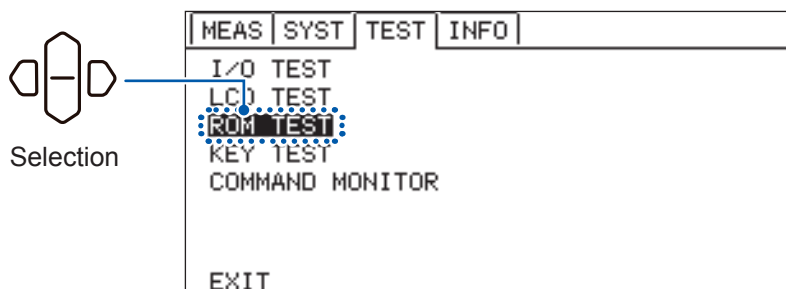 MEAS SYST TEST INFO
I/O TEST
LCD TEST
ROM TEST
KEY TEST
COMMAND MONITOR
EXIT
Selection